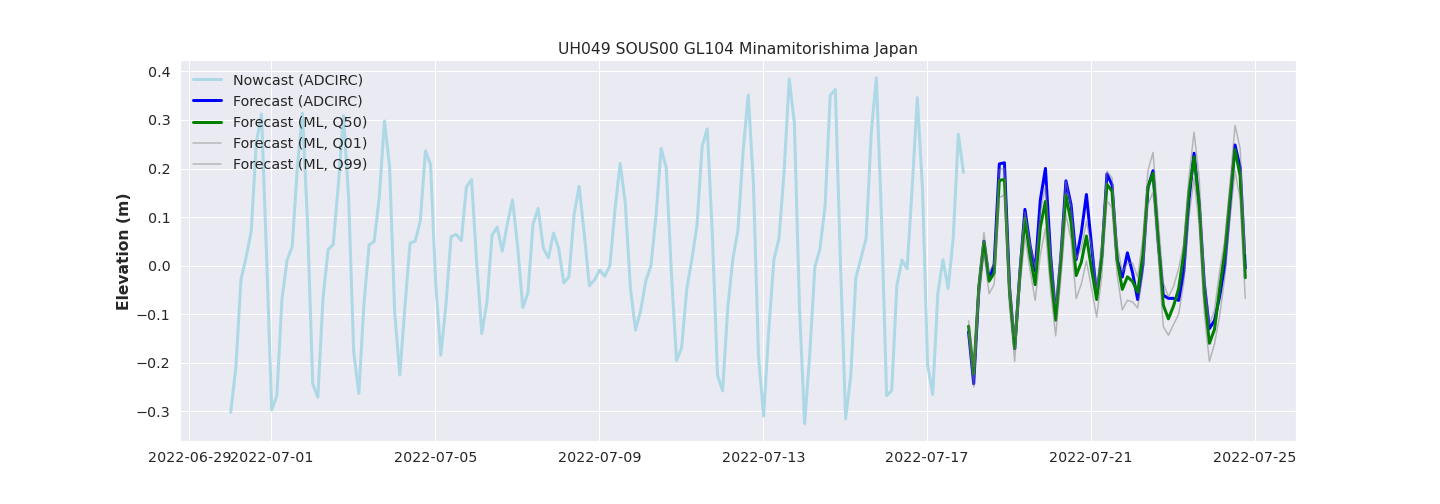 UH049 SOUS00 GL104 Minamitorishima Japan
Nowcast (ADCIRC)
Forecast (ADCIRC)
Forecast (ML, Q50)
Forecast (ML, Q01)
Forecast (ML, Q99)
Elevation (m)
0.4
0.3
0.2
0.1
0.0
−0.1
−0.2
−0.3
2022-06-29 2022-07-01 2022-07-05 2022-07-09 2022-07-13 2022-07-17 2022-07-21 2022-07-25